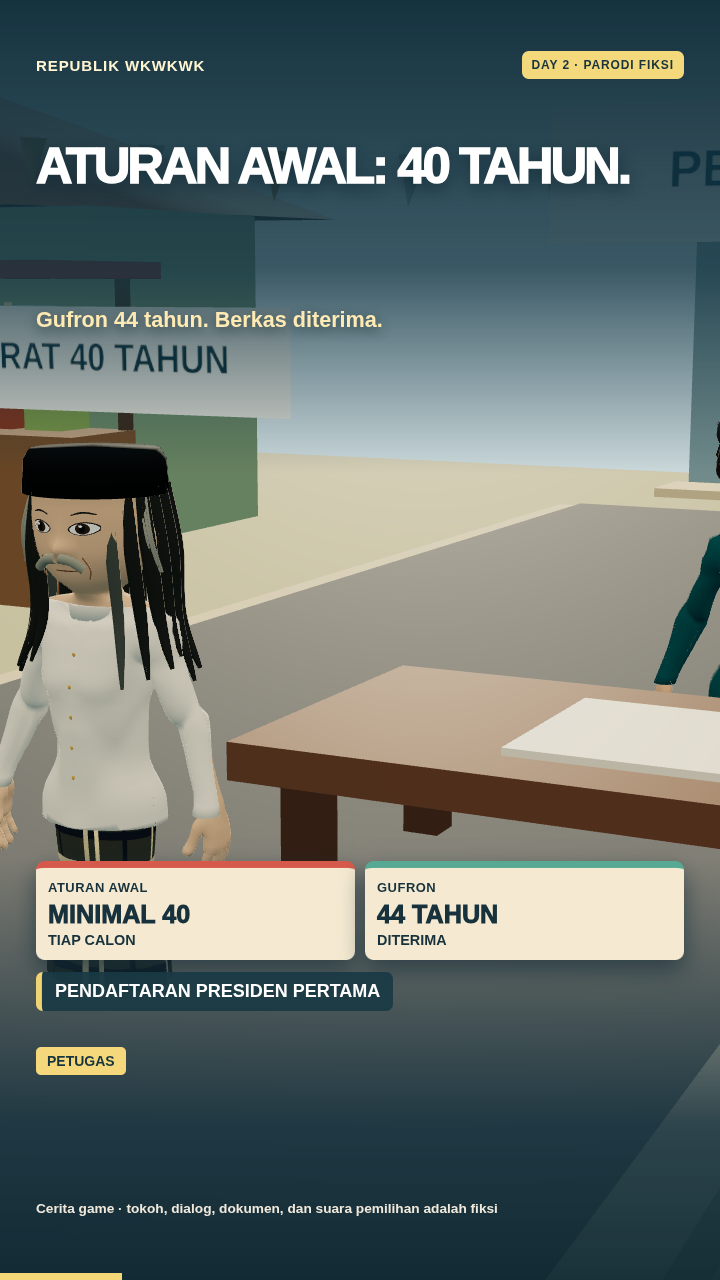 REPUBLIK WKWKWK
DAY 2 · PARODI FIKSI
ATURAN AWAL: 40 TAHUN.
PE
Gufron 44 tahun. Berkas diterima.
RAT 40 TAHUN
ATURAN AWAL
MINIMAL 40
TIAP CALON
GUFRON
44 TAHUN
DITERIMA
PENDAFTARAN PRESIDEN PERTAMA
PETUGAS
Cerita game · tokoh, dialog, dokumen, dan suara pemilihan adalah fiksi